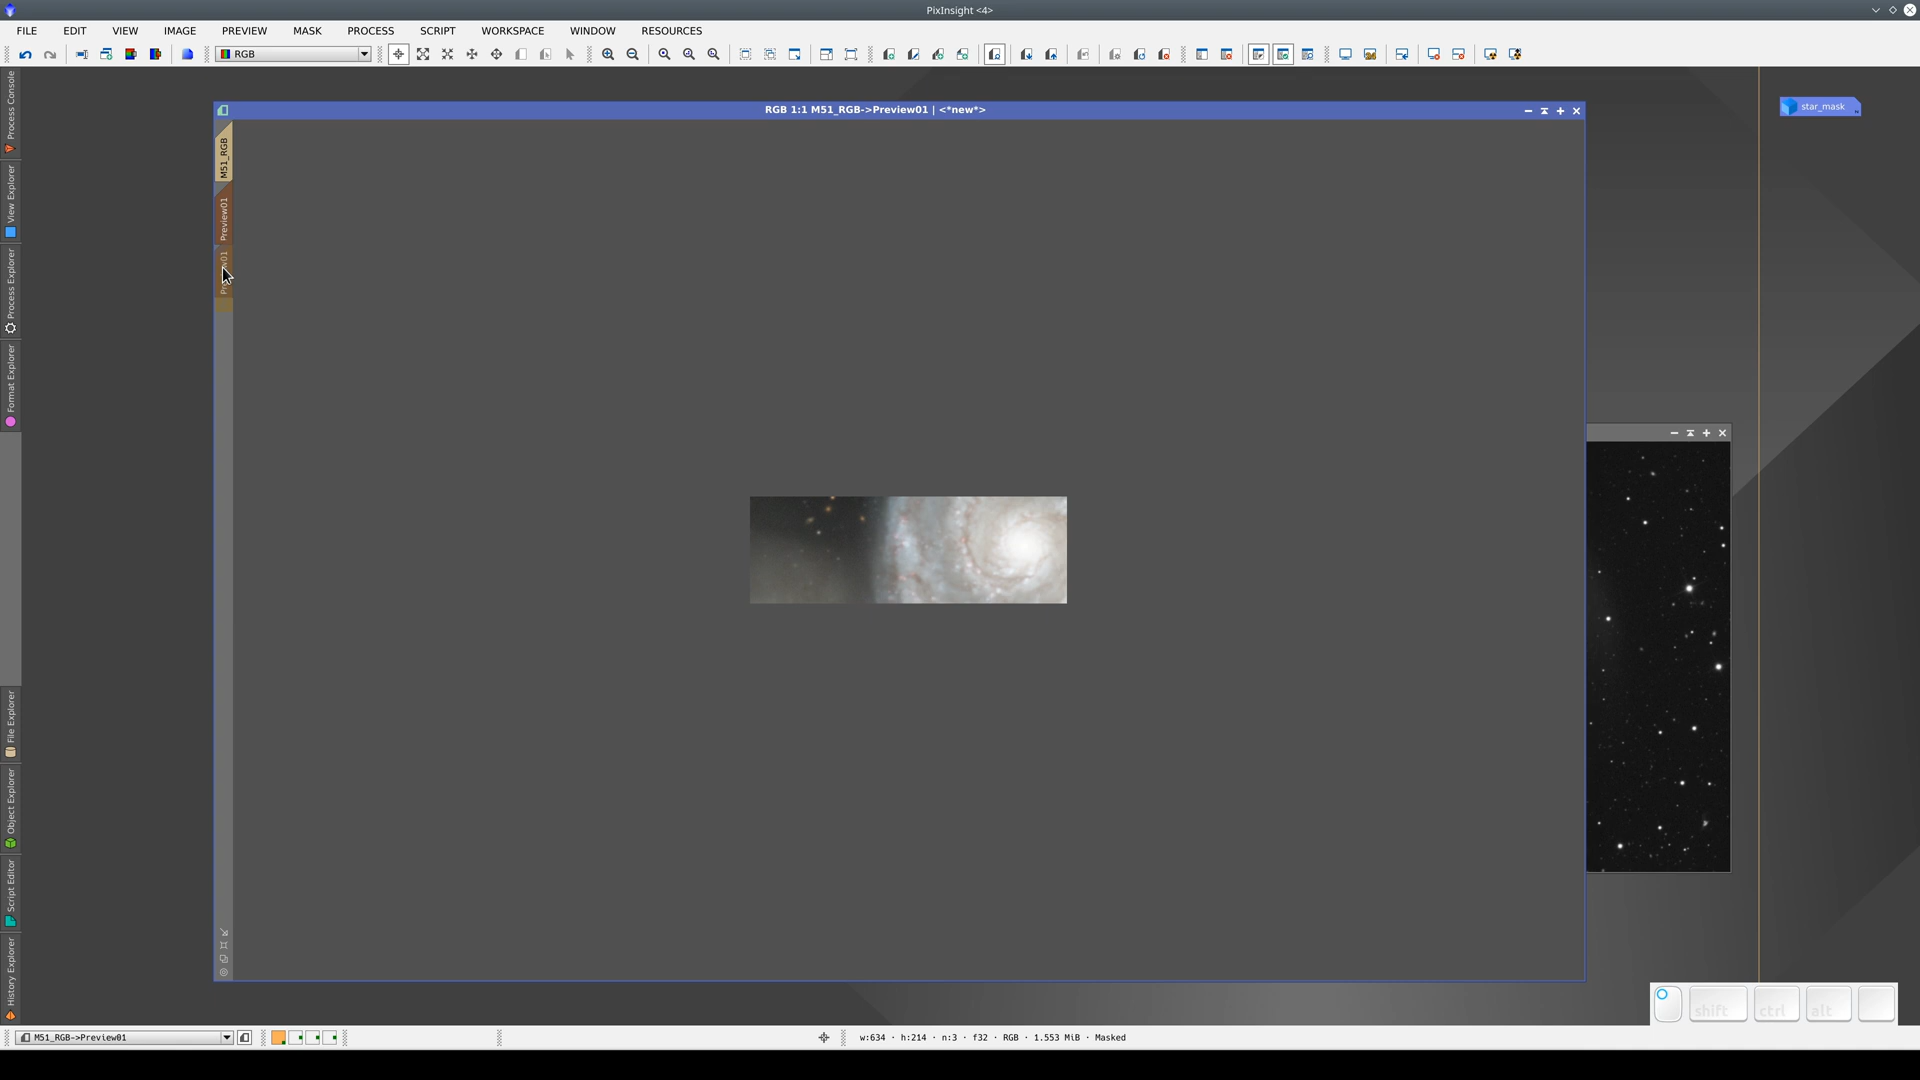 PixInsight <4>
FILE EDIT VIEW IMAGE PREVIEW MASK PROCESS SCRIPT WORKSPACE WINDOW RESOURCES
RGB
Process Console
View Explorer
Process Explorer
Format Explorer
File Explorer
Object Explorer
Script Editor
History Explorer
RGB 1:1 M51_RGB->Preview01 | <*new*>
M51_RGB
Preview01
star_mask
shift ctrl alt
M51_RGB->Preview01
w:634 · h:214 · n:3 · f32 · RGB · 1.553 MiB · Masked